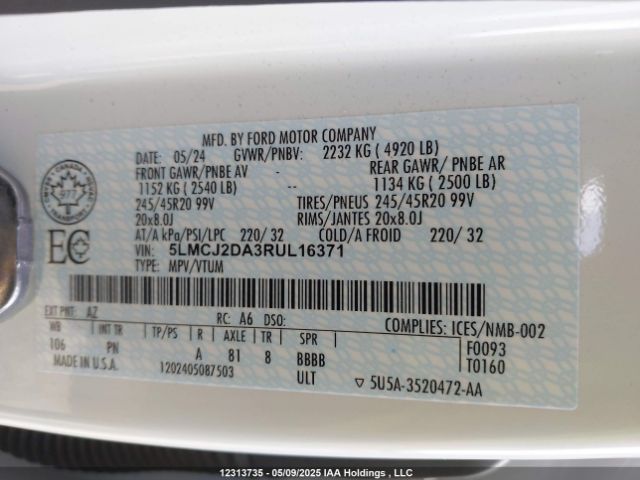 MFD. BY FORD MOTOR COMPANY
DATE: 05/24 GVWR/PNBV: 2232 KG ( 4920 LB)
FRONT GAWR/PNBE AV - REAR GAWR/ PNBE AR
1152 KG ( 2540 LB) -- 1134 KG ( 2500 LB)
245/45R20 99V TIRES/PNEUS 245/45R20 99V
20x8.0J RIMS/JANTES 20x8.0J
AT/A kPa/PSI/LPC 220/ 32 COLD/A FROID 220/ 32
VIN: 5LMCJ2DA3RUL16371
TYPE: MPV/VTUM
EC
CANADA
EXT PNT: AZ RC: A6 DSO: COMPLIES: ICES/NMB-002
WB INT TR TP/PS R AXLE TR SPR F0093
106 PN A 81 8 BBBB T0160
MADE IN U.S.A. 1202405087503 ULT ▽ 5U5A-3520472-AA
12313735 - 05/09/2025 IAA Holdings , LLC